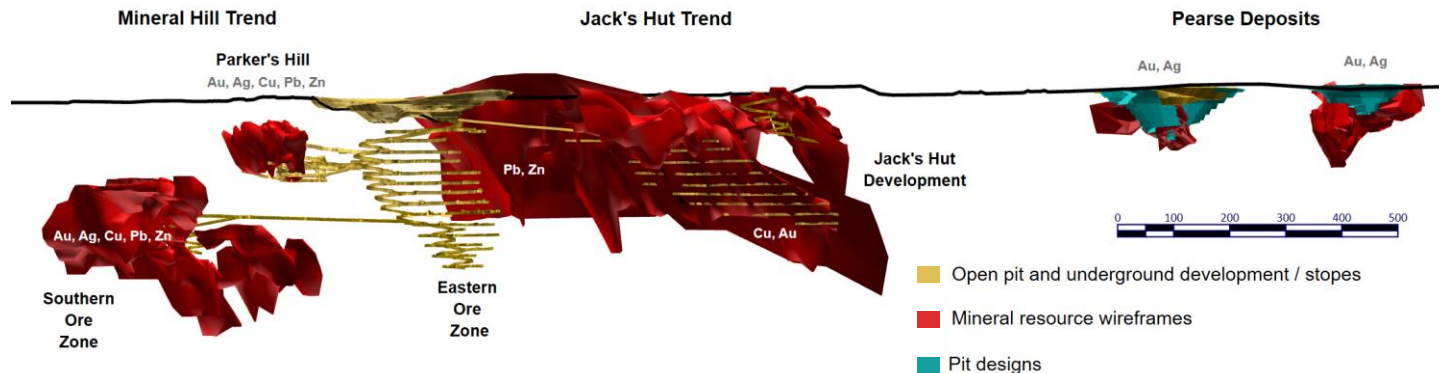 Mineral Hill Trend
Jack's Hut Trend
Pearse Deposits
Parker's Hill
Au, Ag, Cu, Pb, Zn
Au, Ag
Au, Ag
Pb, Zn
Jack's Hut
Development
Au, Ag, Cu, Pb, Zn
Cu, Au
0 100 200 300 400 500
Southern
Ore
Zone
Eastern
Ore
Zone
Open pit and underground development / stopes
Mineral resource wireframes
Pit designs